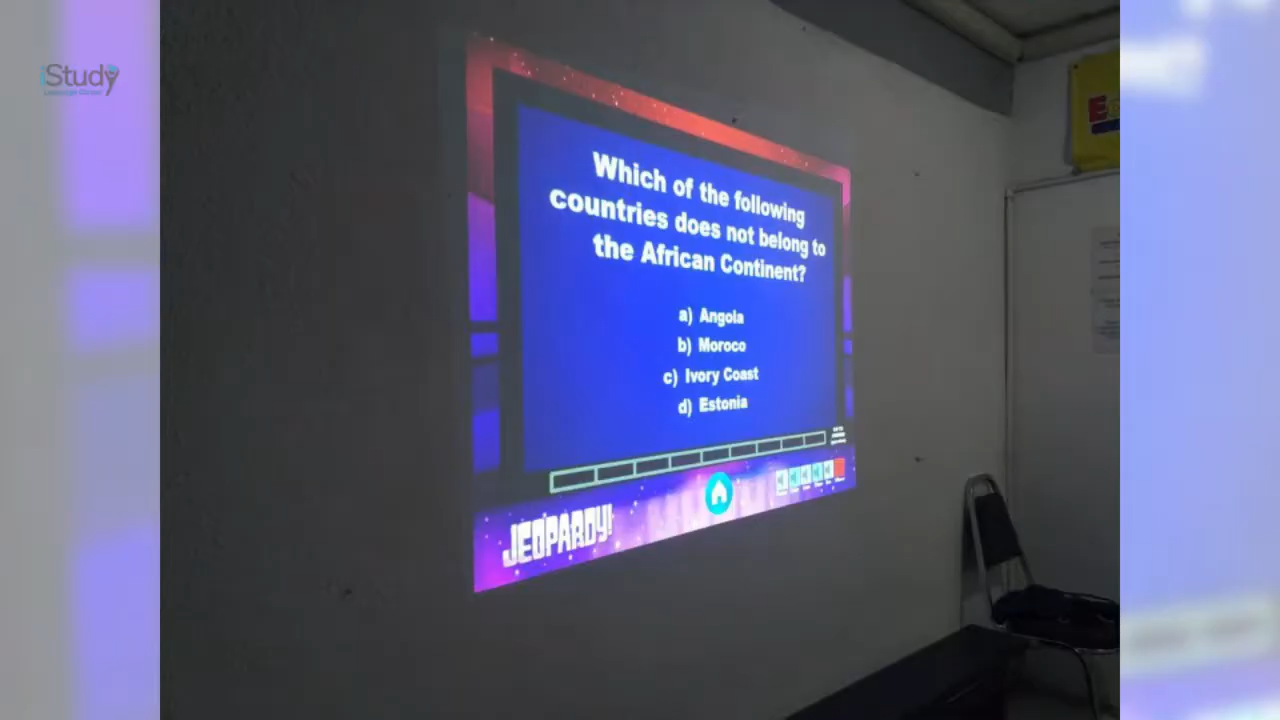 iStudy
Which of the following
countries does not belong to
the African Continent?
a) Angola
b) Moroco
c) Ivory Coast
d) Estonia
JEOPARDY!